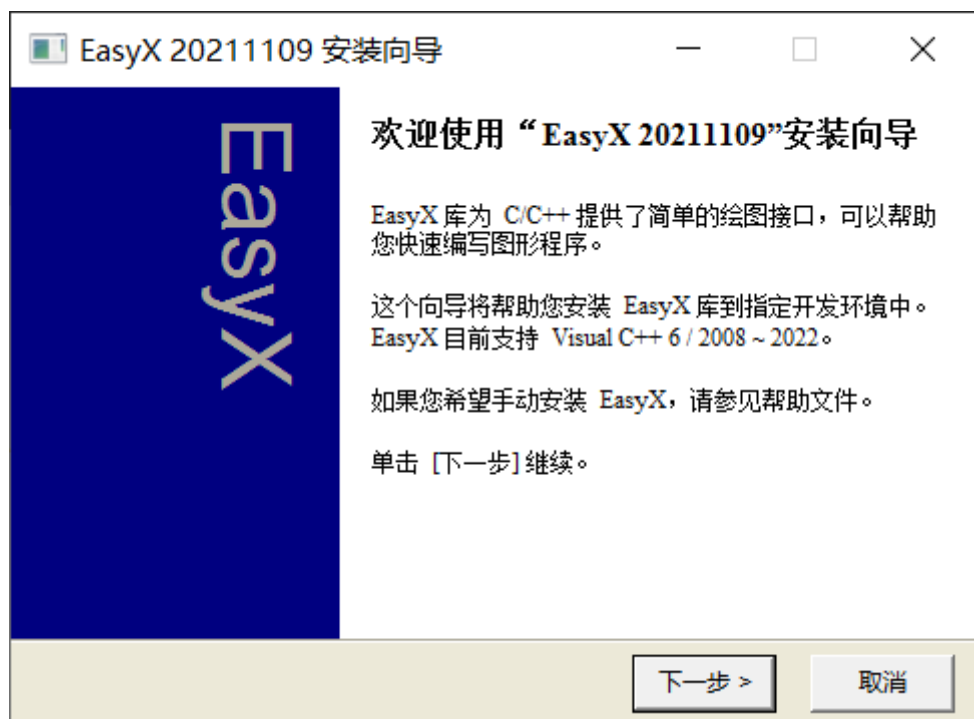 EasyX 20211109 安装向导
EasyX
欢迎使用“EasyX 20211109”安装向导
EasyX 库为 C/C++ 提供了简单的绘图接口，可以帮助
您快速编写图形程序。
这个向导将帮助您安装 EasyX 库到指定开发环境中。
EasyX 目前支持 Visual C++ 6 / 2008 ~ 2022。
如果您希望手动安装 EasyX，请参见帮助文件。
单击 [下一步] 继续。
下一步 >
取消